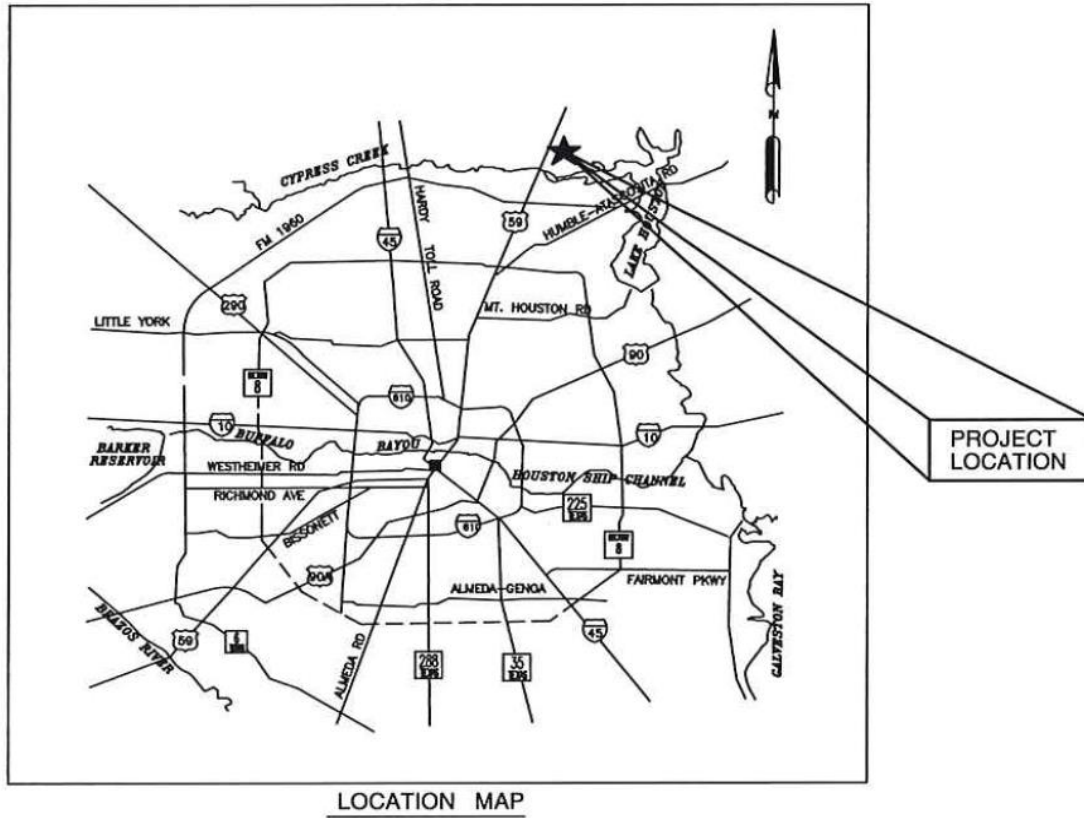 N
CYPRESS CREEK
HUMBLE-ATASCOCITA RD
FM 1960
HARDY TOLL ROAD
59
45
LAKE HOUSTON
290
MT. HOUSTON RD
LITTLE YORK
90
8
610
10
BUFFALO BAYOU
10
BARKER
RESERVOIR
WESTHEIMER RD
HOUSTON SHIP CHANNEL
RICHMOND AVE
225
BISSONETT
610
8
90A
ALMEDA-GENOA
FAIRMONT PKWY
BRAZOS RIVER
59
6
ALMEDA RD
288
35
45
GALVESTON BAY
PROJECT
LOCATION
LOCATION MAP